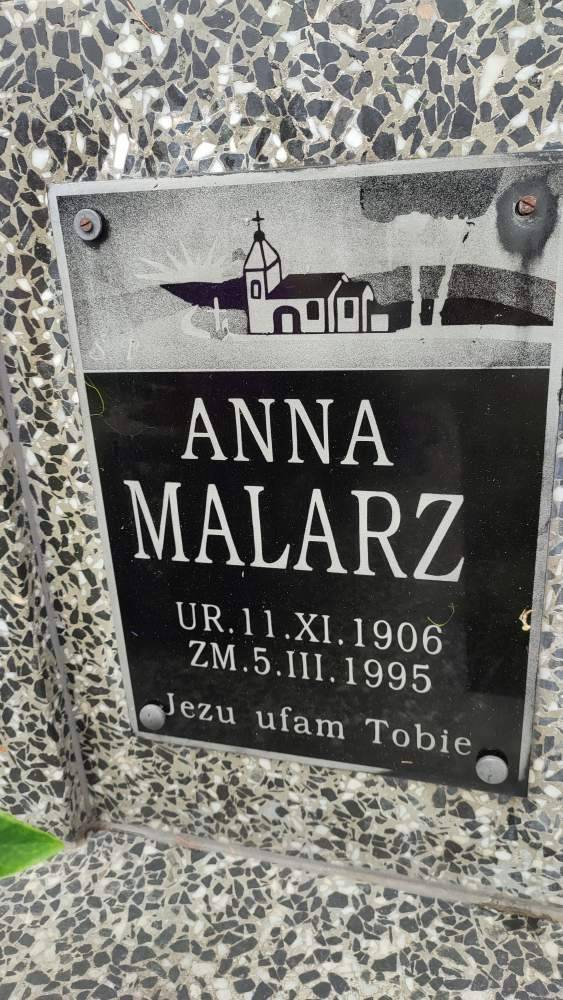 Ś P
ANNA
MALARZ
UR.11.XI.1906
ZM.5.III.1995
Jezu ufam Tobie